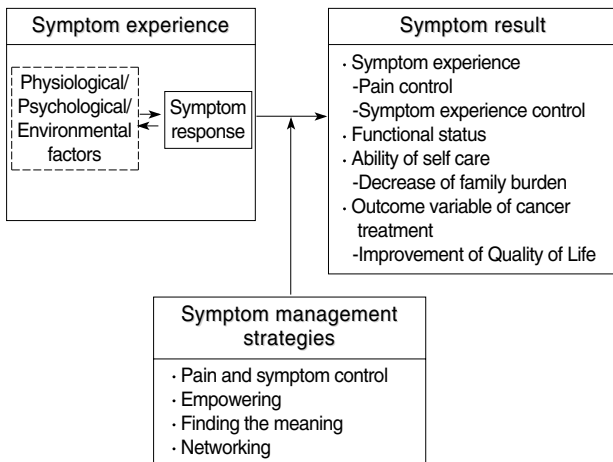 Symptom experience
Physiological/
Psychological/
Environmental
factors
Symptom
response
Symptom result
· Symptom experience
-Pain control
-Symptom experience control
· Functional status
· Ability of self care
-Decrease of family burden
· Outcome variable of cancer
treatment
-Improvement of Quality of Life
Symptom management
strategies
· Pain and symptom control
· Empowering
· Finding the meaning
· Networking